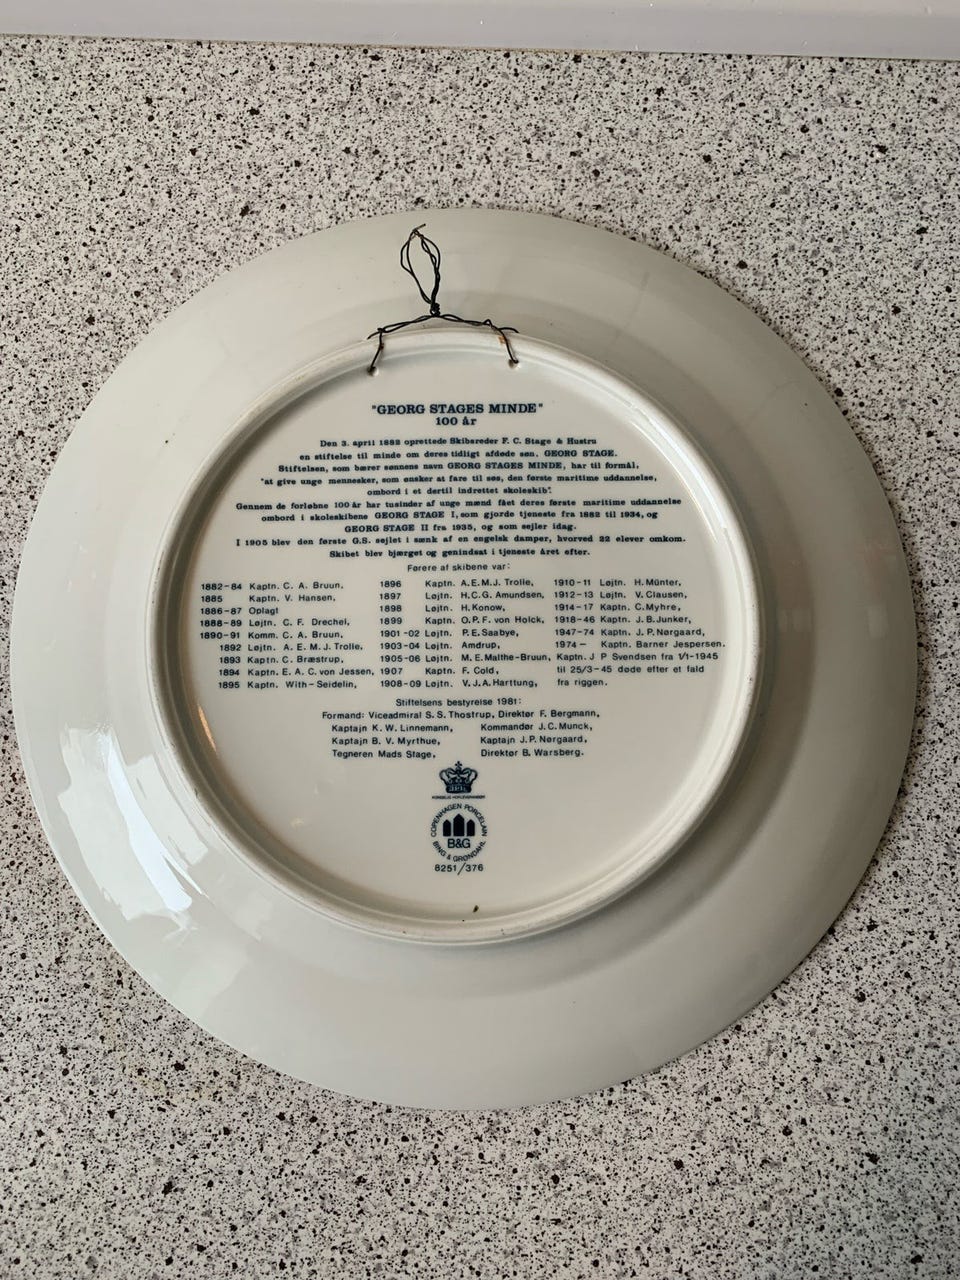 "GEORG STAGES MINDE"
100 år
Den 3. april 1882 oprettede Skibsreder F. C. Stage & Hustru
en stiftelse til minde om deres tidligt afdøde søn, GEORG STAGE.
Stiftelsen, som bærer sønnens navn GEORG STAGES MINDE, har til formål,
"at give unge mennesker, som ønsker at fare til søs, den første maritime uddannelse,
ombord i et dertil indrettet skoleskib".
Gennem de forløbne 100 år har tusinder af unge mænd fået deres første maritime uddannelse
ombord i skoleskibene GEORG STAGE I, som gjorde tjeneste fra 1882 til 1934, og
GEORG STAGE II fra 1935, og som sejler idag.
I 1905 blev den første G.S. sejlet i sænk af en engelsk damper, hvorved 22 elever omkom.
Skibet blev bjærget og genindsat i tjeneste året efter.
Førere af skibene var:
1882-84 Kaptn. C. A. Bruun, 1896 Kaptn. A.E.M.J. Trolle, 1910-11 Løjtn. H. Münter,
1885 Kaptn. V. Hansen, 1897 Løjtn. H.C.G. Amundsen, 1912-13 Løjtn. V. Clausen,
1886-87 Oplagt 1898 Løjtn. H. Konow, 1914-17 Kaptn. C. Myhre,
1888-89 Løjtn. C. F. Drechel, 1899 Kaptn. O.P.F. von Holck, 1918-46 Kaptn. J.B. Junker,
1890-91 Komm. C. A. Bruun, 1901-02 Løjtn. P.E. Saabye, 1947-74 Kaptn. J.P. Nørgaard,
1892 Løjtn. A. E. M. J. Trolle, 1903-04 Løjtn. Amdrup, 1974- Kaptn. Barner Jespersen.
1893 Kaptn. C. Bræstrup, 1905-06 Løjtn. M.E. Malthe-Bruun, Kaptn. J P Svendsen fra 1/1-1945
1894 Kaptn. E. A. C. von Jessen, 1907 Kaptn. F. Cold, til 25/3-45 døde efter et fald
1895 Kaptn. With-Seidelin, 1908-09 Løjtn. V.J.A. Harttung, fra riggen.
Stiftelsens bestyrelse 1981:
Formand: Viceadmiral S. S. Thostrup, Direktør F. Bergmann,
Kaptajn K. W. Linnemann, Kommandør J.C. Munck,
Kaptajn B. V. Myrthue, Kaptajn J.P. Nørgaard,
Tegneren Mads Stage, Direktør B. Warsberg.
KONGELIG HOFLEVERANDØR
COPENHAGEN PORCELAIN
B&G
BING & GRØNDAHL
8251/376